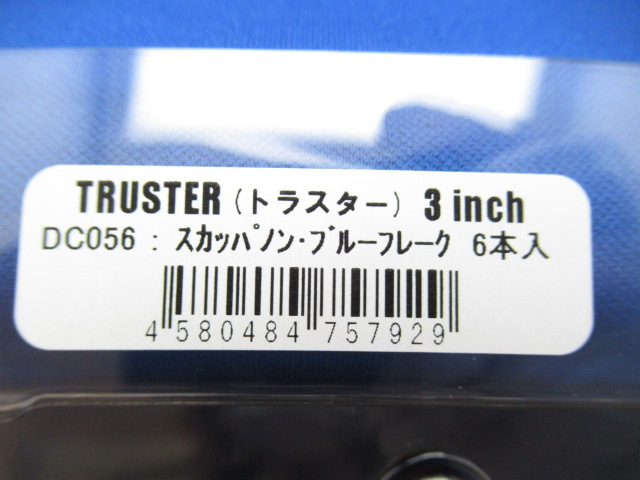 TRUSTER (トラスター) 3 inch
DC056 : スカッパノン・ブルーフレーク 6本入
4 580484 757929